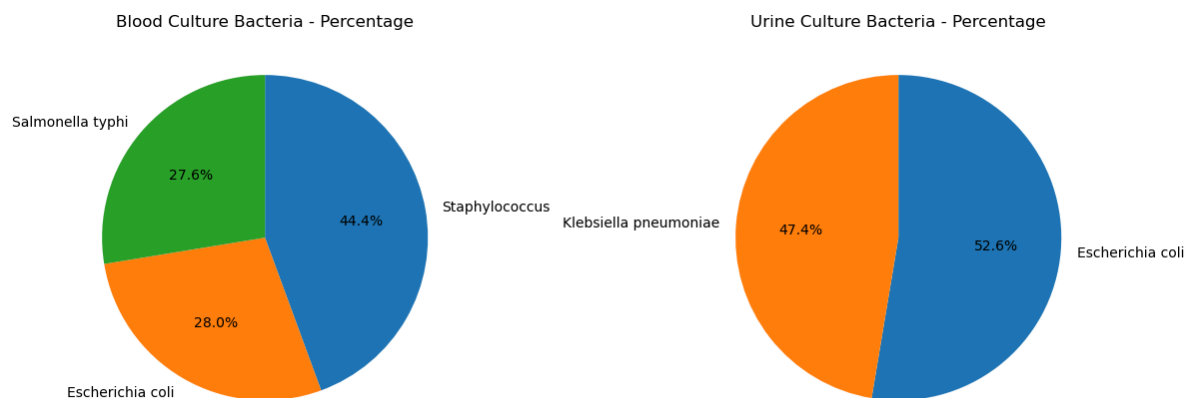 Blood Culture Bacteria - Percentage
Salmonella typhi
27.6%
44.4%
Staphylococcus
28.0%
Escherichia coli
Urine Culture Bacteria - Percentage
Klebsiella pneumoniae
47.4%
52.6%
Escherichia coli